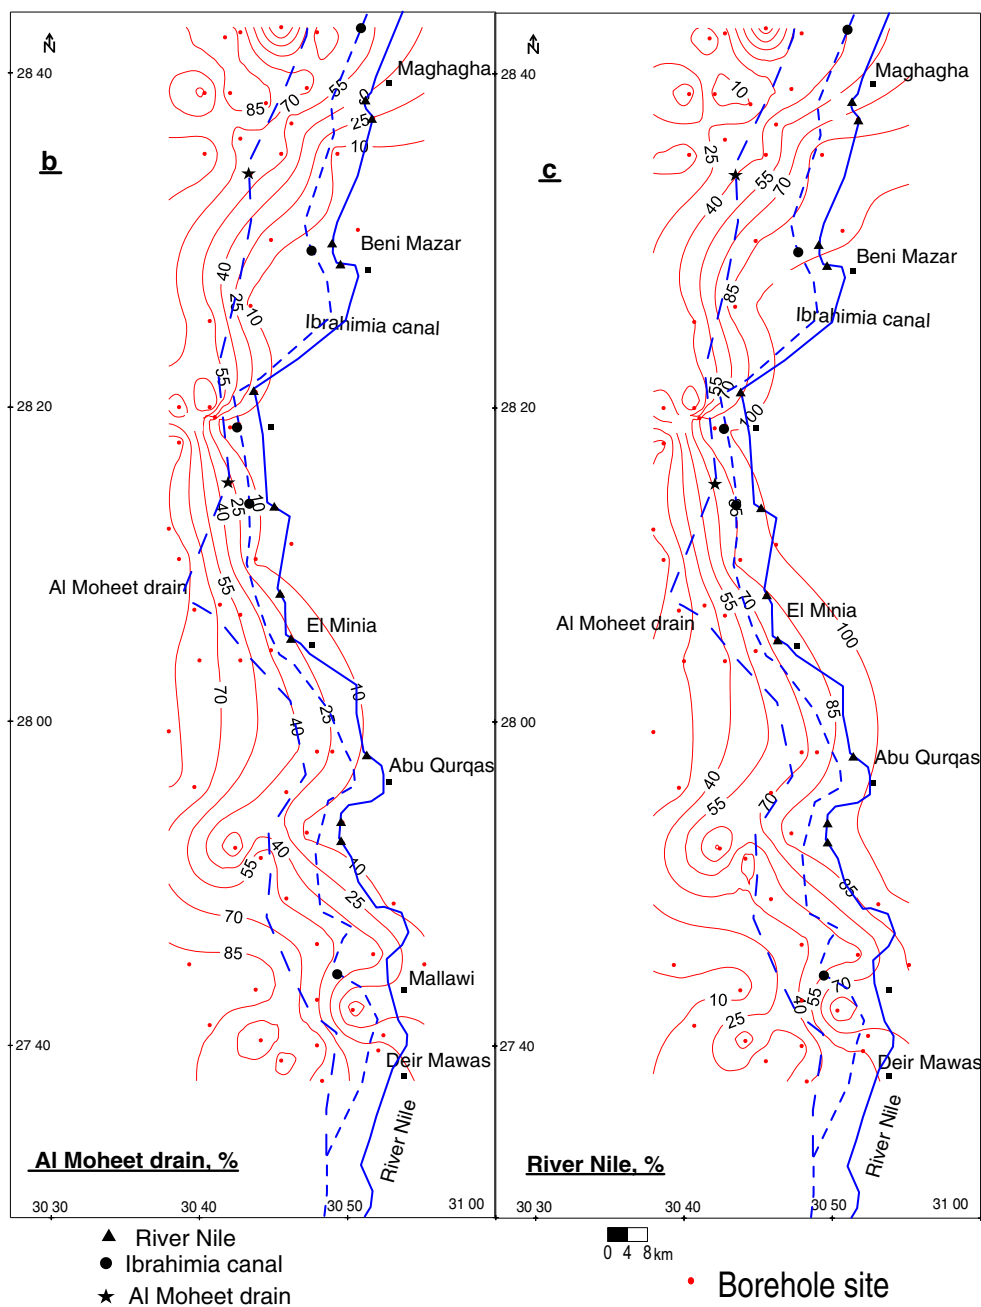 b
N
28 40
28 20
28 00
27 40
Maghagha
55
70
85
25
10
Beni Mazar
40
25
10
Ibrahimia canal
55
10
25
40
Al Moheet drain
55
El Minia
70
10
25
40
Abu Qurqas
40
10
55
25
70
85
Mallawi
Deir Mawas
River Nile
Al Moheet drain, %
30 30
30 40
30 50
31 00
c
N
28 40
28 20
28 00
27 40
Maghagha
10
25
55
70
40
Beni Mazar
85
Ibrahimia canal
55
70
100
85
70
55
El Minia
Al Moheet drain
100
85
40
Abu Qurqas
55
70
85
70
55
10
40
25
Deir Mawas
River Nile
River Nile, %
30 30
30 40
30 50
31 00
River Nile
Ibrahimia canal
Al Moheet drain
0 4 8 km
Borehole site